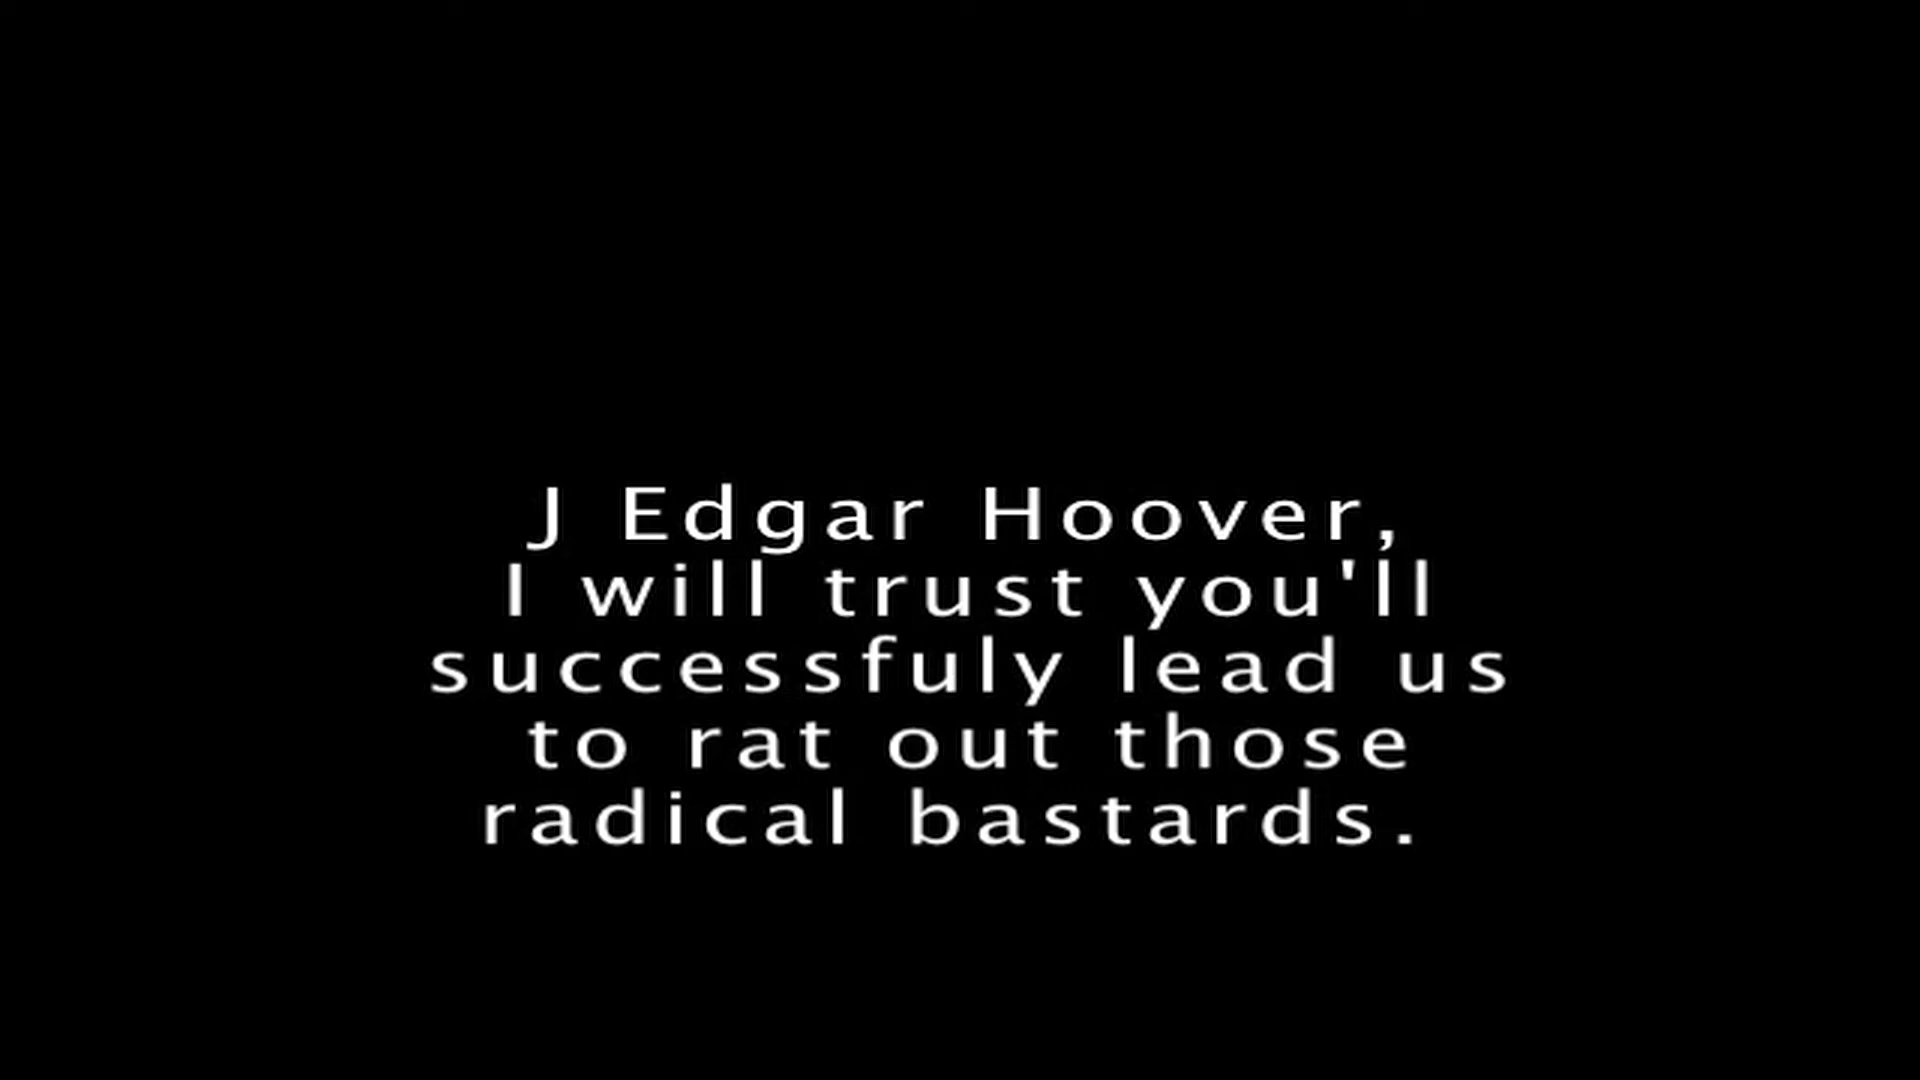 J Edgar Hoover,
I will trust you'll
successfuly lead us
to rat out those
radical bastards.